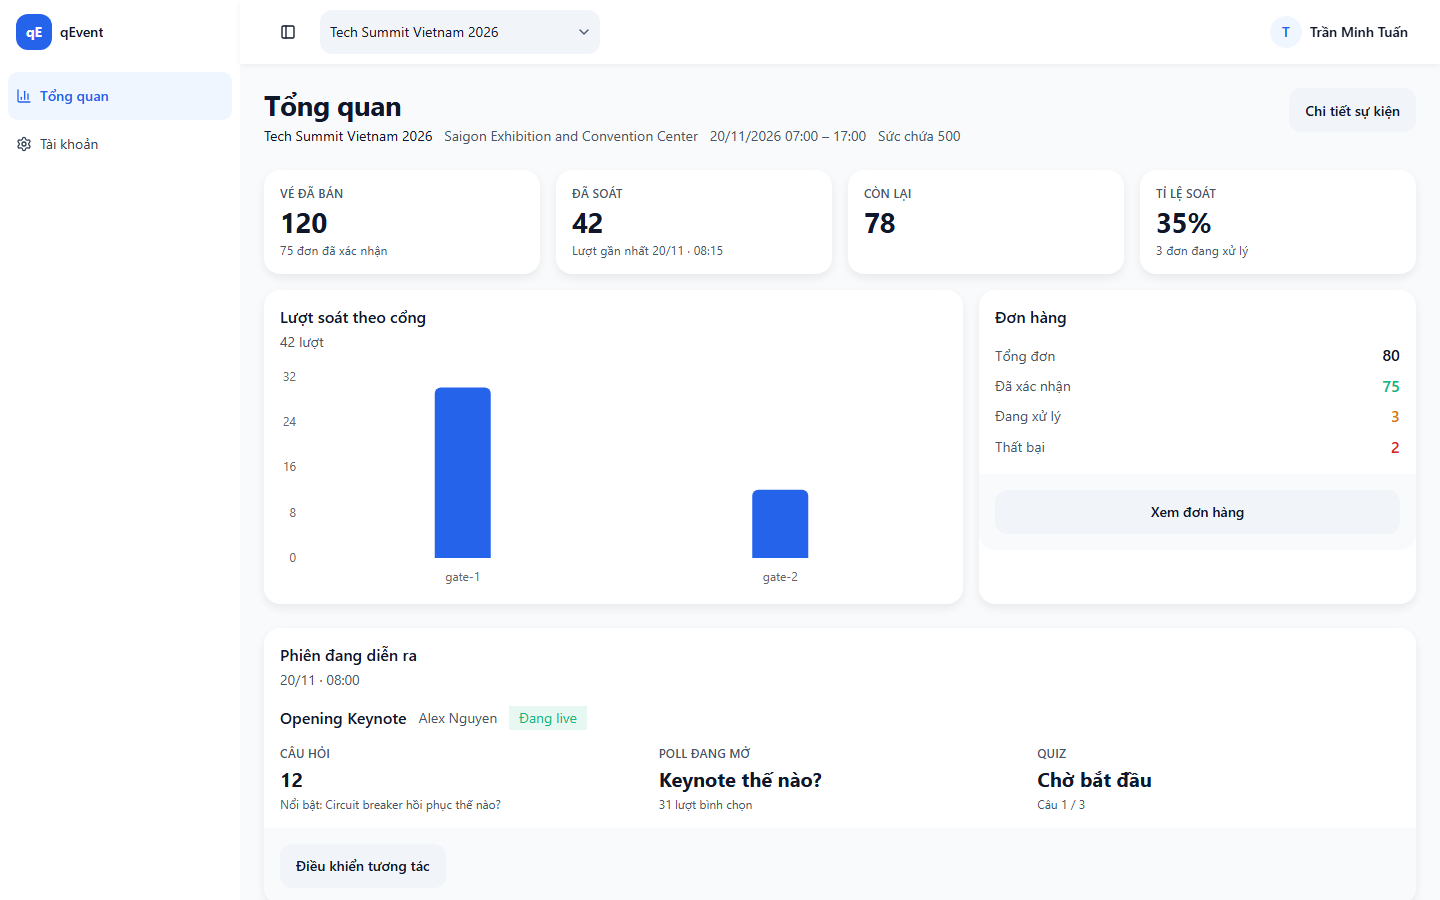 qE qEvent
Tech Summit Vietnam 2026
T Trần Minh Tuấn
Tổng quan
Tài khoản
Tổng quan
Tech Summit Vietnam 2026 Saigon Exhibition and Convention Center 20/11/2026 07:00 – 17:00 Sức chứa 500
Chi tiết sự kiện
VÉ ĐÃ BÁN
120
75 đơn đã xác nhận
ĐÃ SOÁT
42
Lượt gần nhất 20/11 · 08:15
CÒN LẠI
78
TỈ LỆ SOÁT
35%
3 đơn đang xử lý
Lượt soát theo cổng
42 lượt
32
24
16
8
0
gate-1
gate-2
Đơn hàng
Tổng đơn 80
Đã xác nhận 75
Đang xử lý 3
Thất bại 2
Xem đơn hàng
Phiên đang diễn ra
20/11 · 08:00
Opening Keynote Alex Nguyen Đang live
CÂU HỎI
12
Nổi bật: Circuit breaker hồi phục thế nào?
POLL ĐANG MỞ
Keynote thế nào?
31 lượt bình chọn
QUIZ
Chờ bắt đầu
Câu 1 / 3
Điều khiển tương tác